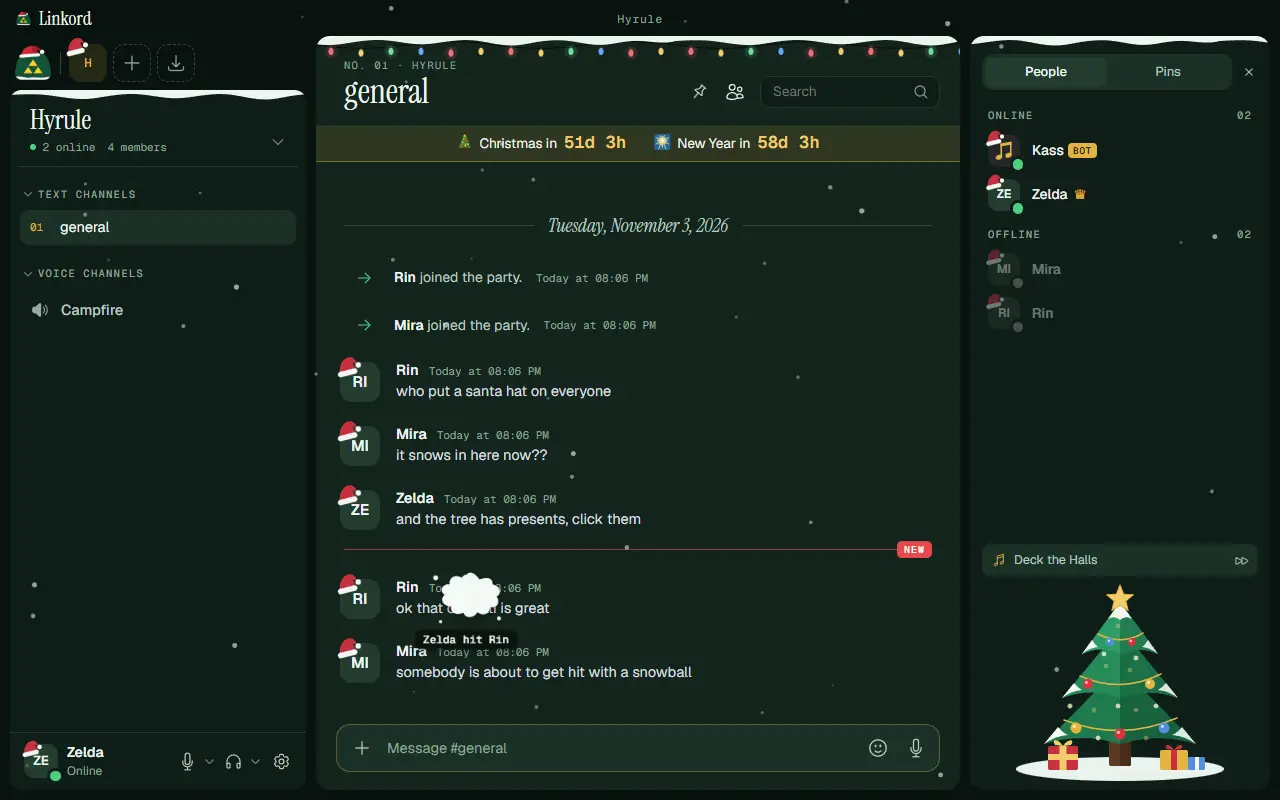 Linkord
Hyrule
H
Hyrule
2 online 4 members
TEXT CHANNELS
01 general
VOICE CHANNELS
Campfire
ZE
Zelda
Online
NO. 01 · HYRULE
general
Search
Christmas in 51d 3h
New Year in 58d 3h
Tuesday, November 3, 2026
Rin joined the party. Today at 08:06 PM
Mira joined the party. Today at 08:06 PM
RI
Rin Today at 08:06 PM
who put a santa hat on everyone
MI
Mira Today at 08:06 PM
it snows in here now??
ZE
Zelda Today at 08:06 PM
and the tree has presents, click them
NEW
RI
Rin :06 PM
ok that is great
Zelda hit Rin
MI
Mira Today at 08:06 PM
somebody is about to get hit with a snowball
Message #general
People Pins
ONLINE 02
Kass BOT
ZE
Zelda
OFFLINE 02
MI
Mira
RI
Rin
Deck the Halls